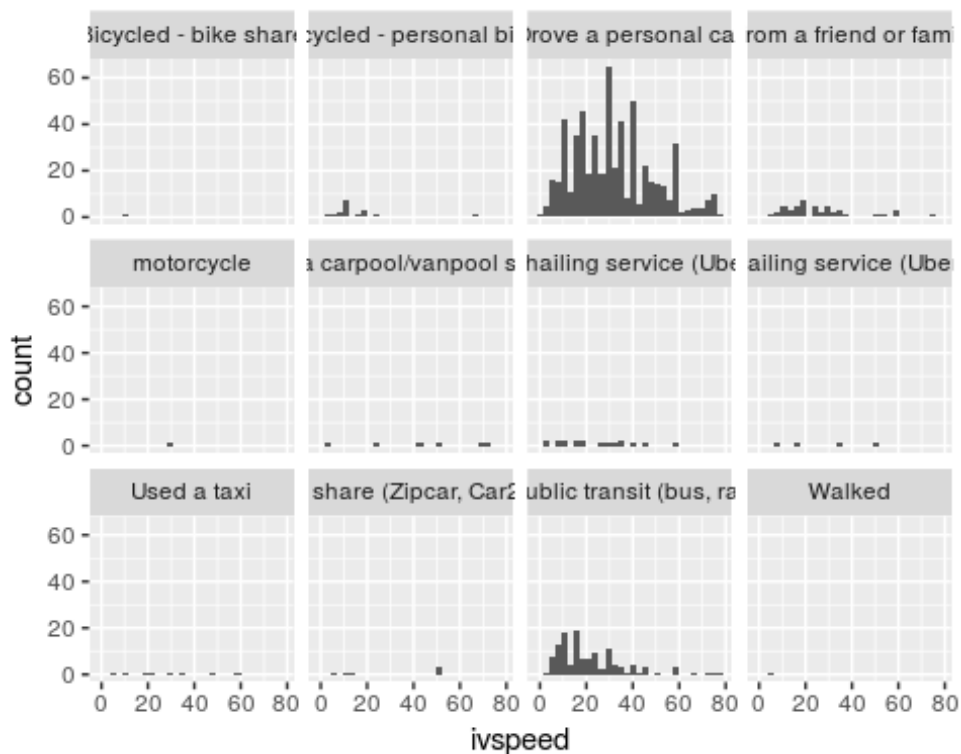 Bicycled - bike share
cycled - personal bi
Drove a personal ca
rom a friend or fami
60
40
20
0
motorcycle
a carpool/vanpool s
hailing service (Ube
ailing service (Uber
60
40
20
0
count
Used a taxi
share (Zipcar, Car2
ublic transit (bus, ra
Walked
60
40
20
0
0 20 40 60 80 0 20 40 60 80 0 20 40 60 80 0 20 40 60 80
ivspeed